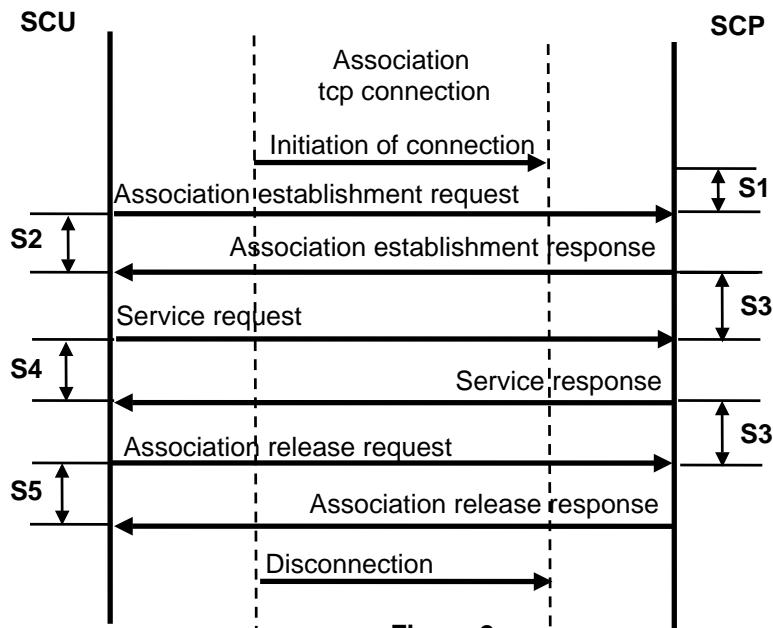 SCU
SCP
Association
tcp connection
Initiation of connection
S1
Association establishment request
S2
Association establishment response
S3
Service request
S4
Service response
S3
Association release request
S5
Association release response
Disconnection